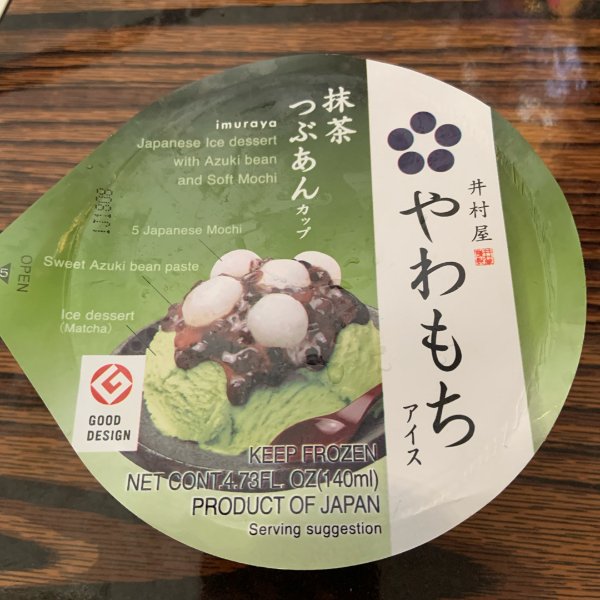 imuraya
Japanese Ice dessert
with Azuki bean
and Soft Mochi
抹茶
つぶあんカップ
井村屋
やわもち
アイス
5 Japanese Mochi
Sweet Azuki bean paste
Ice dessert
(Matcha)
OPEN
GOOD
DESIGN
KEEP FROZEN
NET CONT.4.73FL. OZ(140ml)
PRODUCT OF JAPAN
Serving suggestion